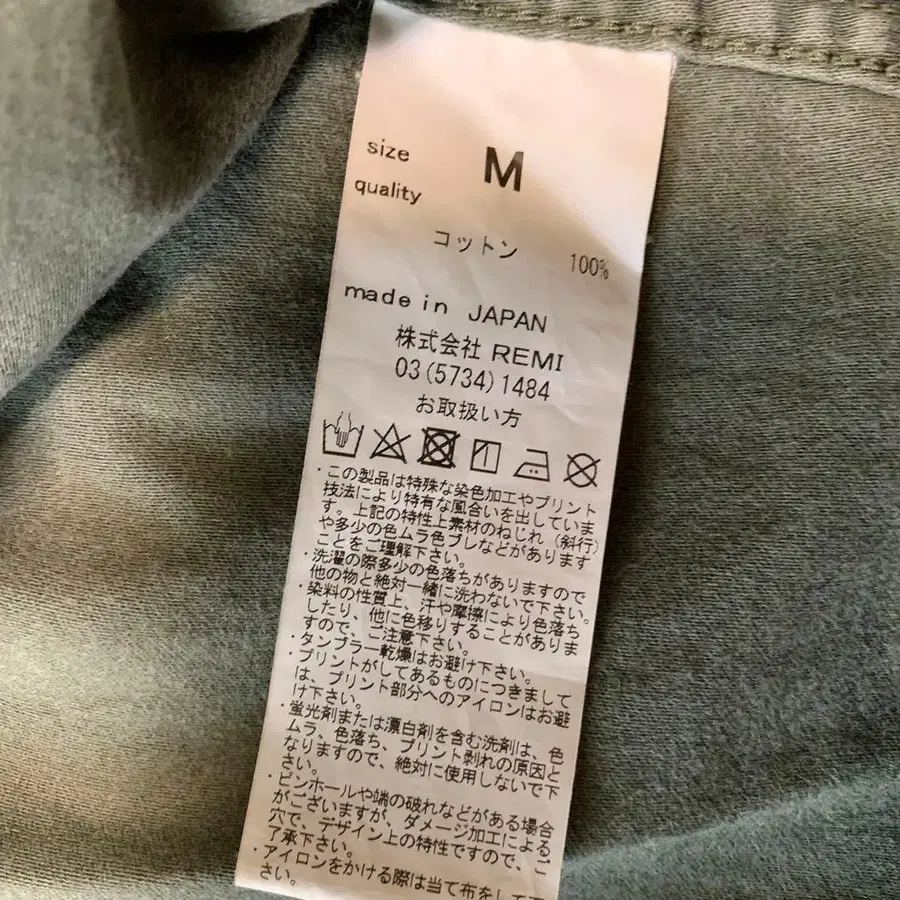 size M
quality
コットン 100%
made in JAPAN
株式会社 REMI
03(5734)1484
お取扱い方
・この製品は特殊な染色加工やプリント
技法により特有な風合いを出していま
す。上記の特性上素材のねじれ（斜行）
や多少の色ムラ色ブレなどがあります
ことをご理解下さい。
・洗濯の際多少の色落ちがありますので
他の物と絶対一緒に洗わないで下さい。
・染料の性質上、汗や摩擦により色落ち
したり、他に色移りすることがありま
すので、ご注意下さい。
・タンブラー乾燥はお避け下さい。
・プリントがしてあるものにつきまして
は、プリント部分へのアイロンはお避
け下さい。
・蛍光剤または漂白剤を含む洗剤は、色
ムラ、色落ち、プリント剥れの原因と
なりますので、絶対に使用しないで下
さい。
・ピンホールや端の破れなどがある場合
がございますが、ダメージ加工による
穴で、デザイン上の特性ですので、ご
了承下さい。
・アイロンをかける際は当て布をして下
さい。